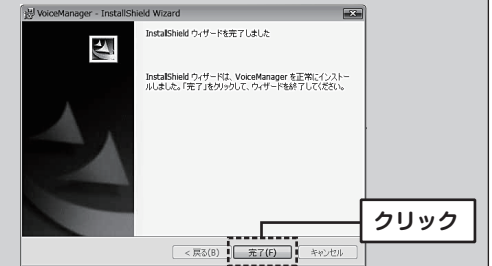 VoiceManager - InstallShield Wizard
InstallShield ウィザードを完了しました
InstallShield ウィザードは、VoiceManager を正常にインストー
ルしました。「完了」をクリックして、ウィザードを終了してください。
クリック
< 戻る(B)
完了(F)
キャンセル